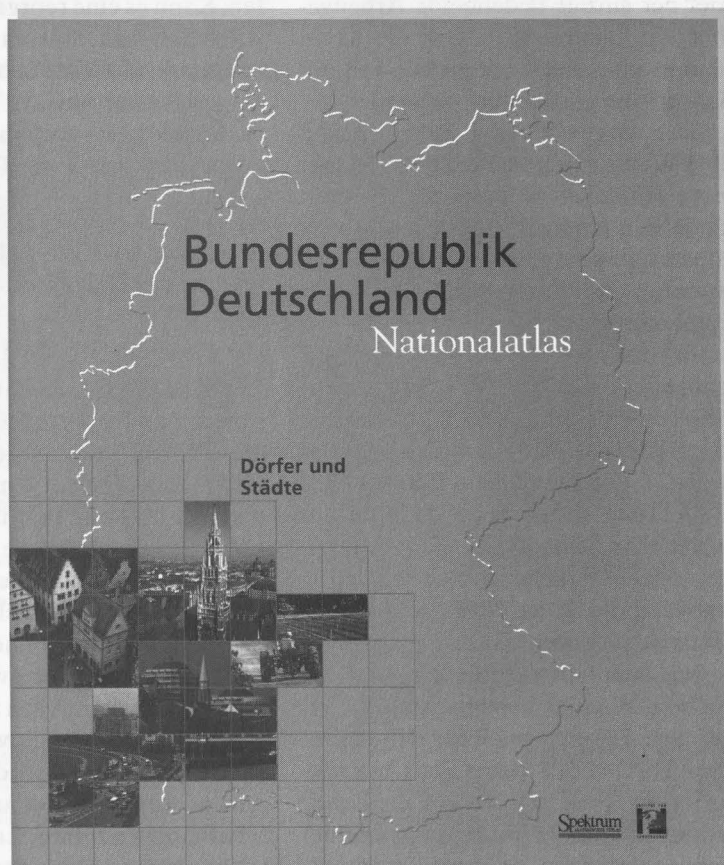 Bundesrepublik
Deutschland
Nationalatlas
Dörfer und
Städte
Spektrum